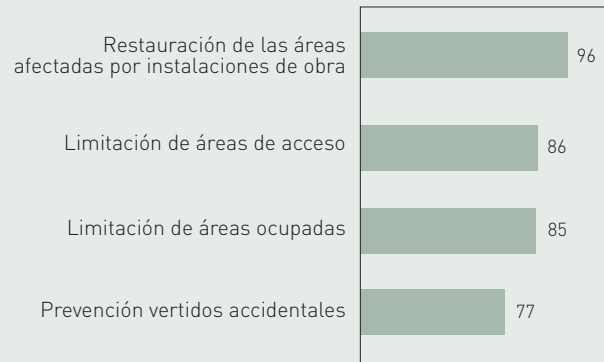 Restauración de las áreas
afectadas por instalaciones de obra
96
Limitación de áreas de acceso
86
Limitación de áreas ocupadas
85
Prevención vertidos accidentales
77